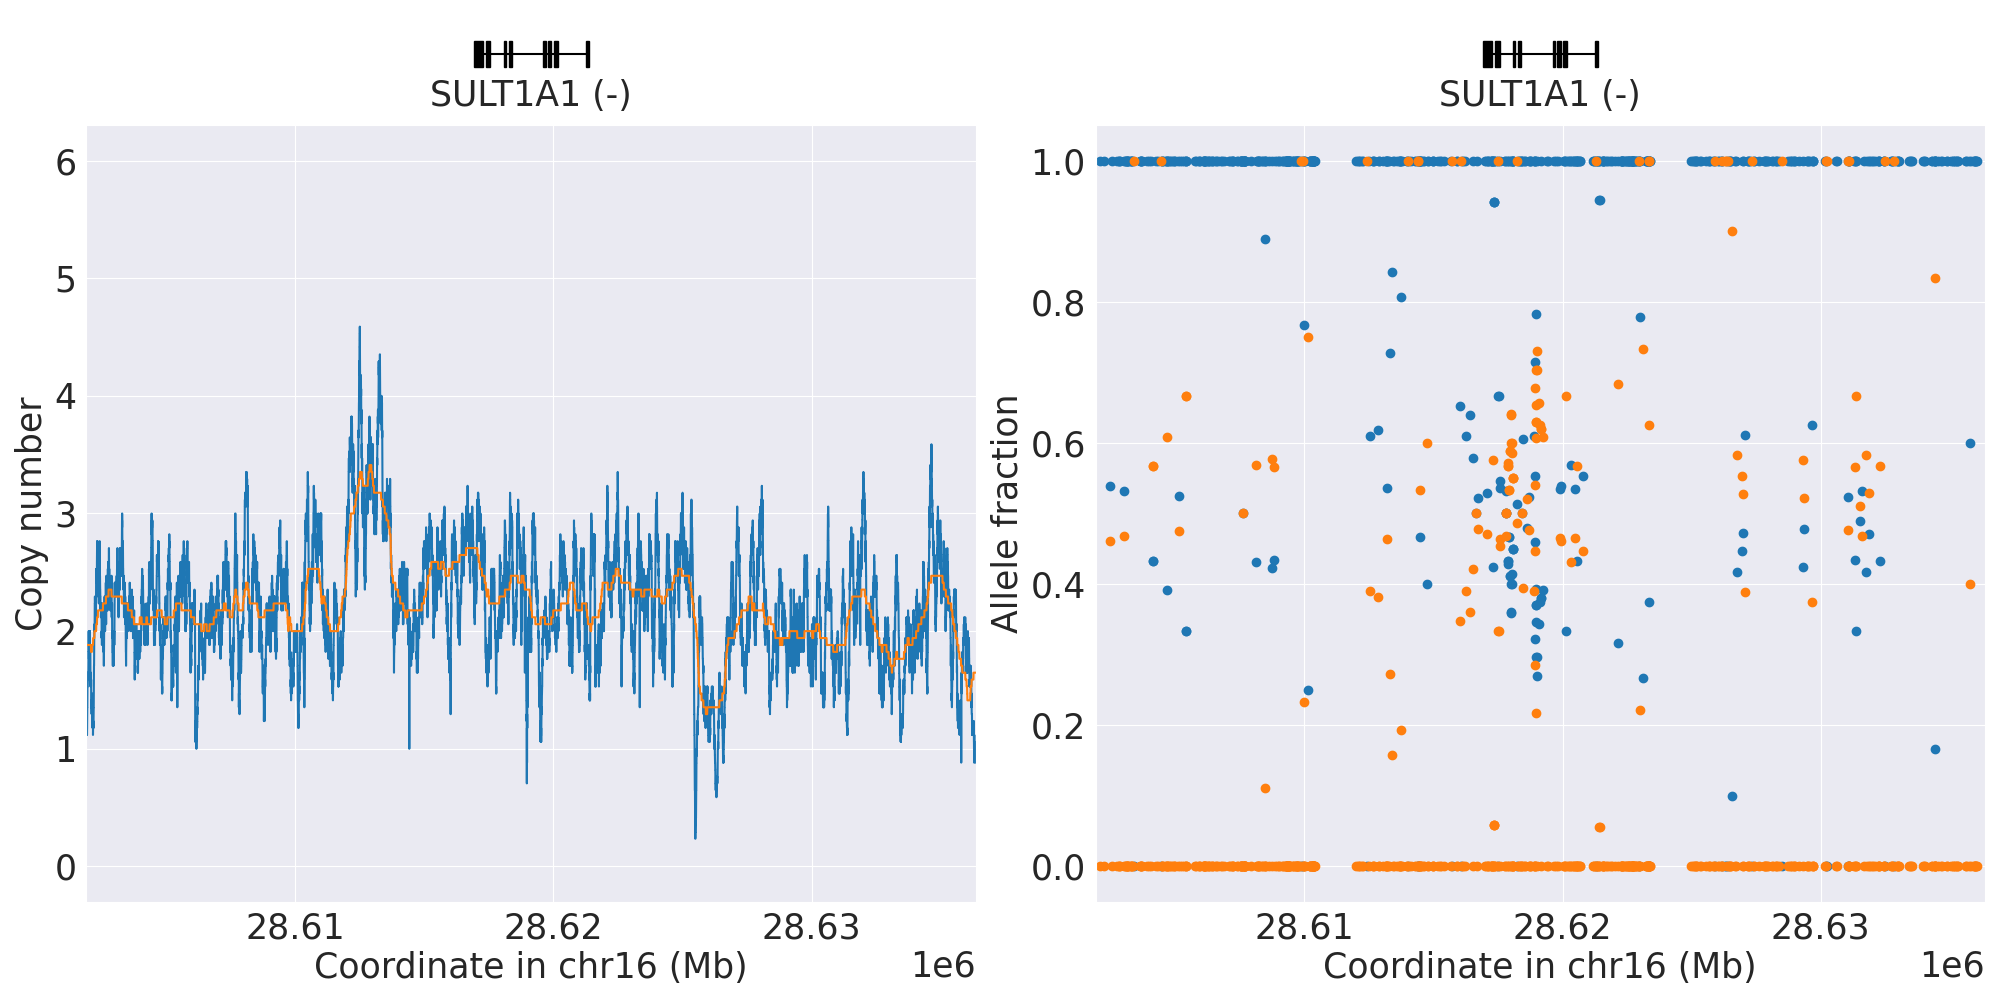 SULT1A1 (-)
6
5
4
3
2
1
0
Copy number
28.61
28.62
28.63
Coordinate in chr16 (Mb)
1e6
SULT1A1 (-)
1.0
0.8
0.6
0.4
0.2
0.0
Allele fraction
28.61
28.62
28.63
Coordinate in chr16 (Mb)
1e6